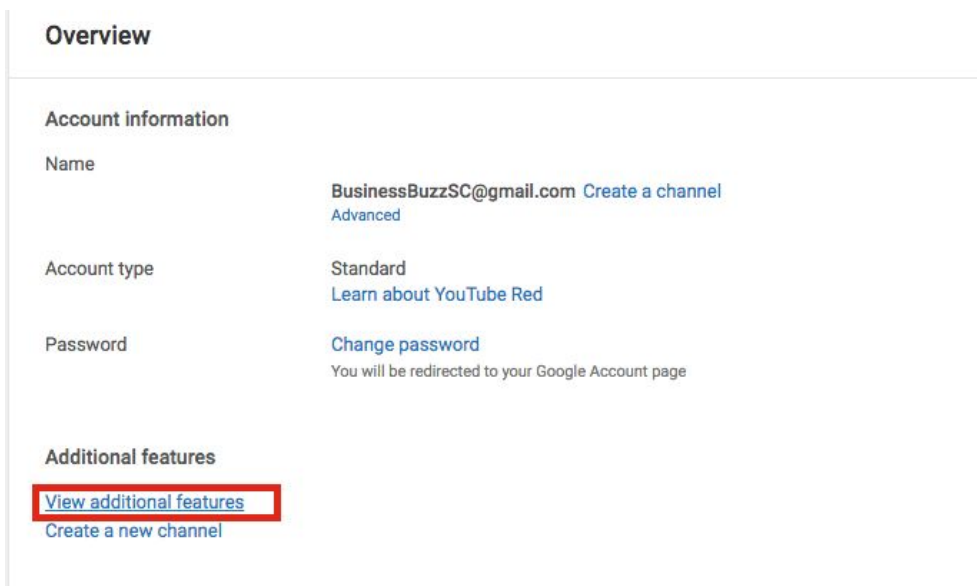 Overview
Account information
Name
BusinessBuzzSC@gmail.com Create a channel
Advanced
Account type Standard
Learn about YouTube Red
Password Change password
You will be redirected to your Google Account page
Additional features
View additional features
Create a new channel